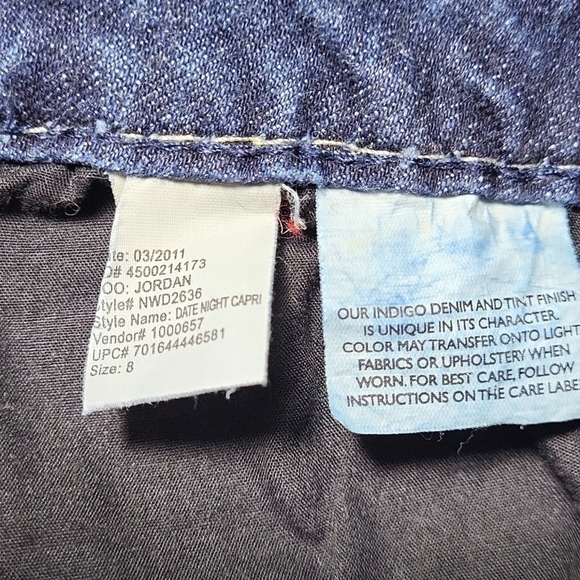 te: 03/2011
O# 4500214173
OO: JORDAN
Style# NWD2636
Style Name: DATE NIGHT CAPRI
Vendor# 1000657
UPC# 701644446581
Size: 8
OUR INDIGO DENIM AND TINT FINISH
IS UNIQUE IN ITS CHARACTER.
COLOR MAY TRANSFER ONTO LIGHT
FABRICS OR UPHOLSTERY WHEN
WORN. FOR BEST CARE, FOLLOW
INSTRUCTIONS ON THE CARE LABE